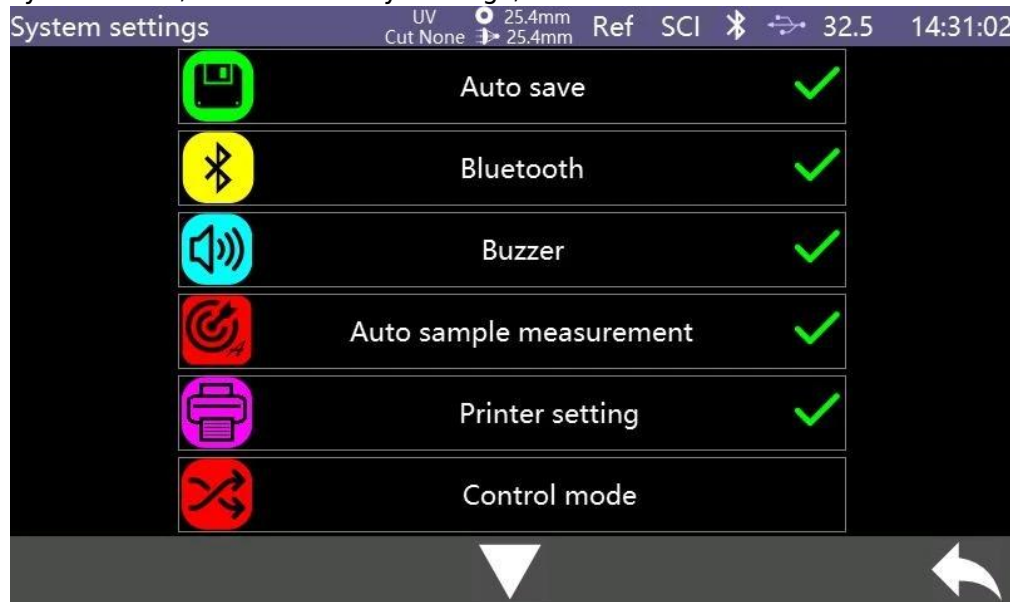 System settings
UV
Cut None
25.4mm
25.4mm
Ref SCI 32.5 14:31:02
Auto save
Bluetooth
Buzzer
Auto sample measurement
A
Printer setting
Control mode